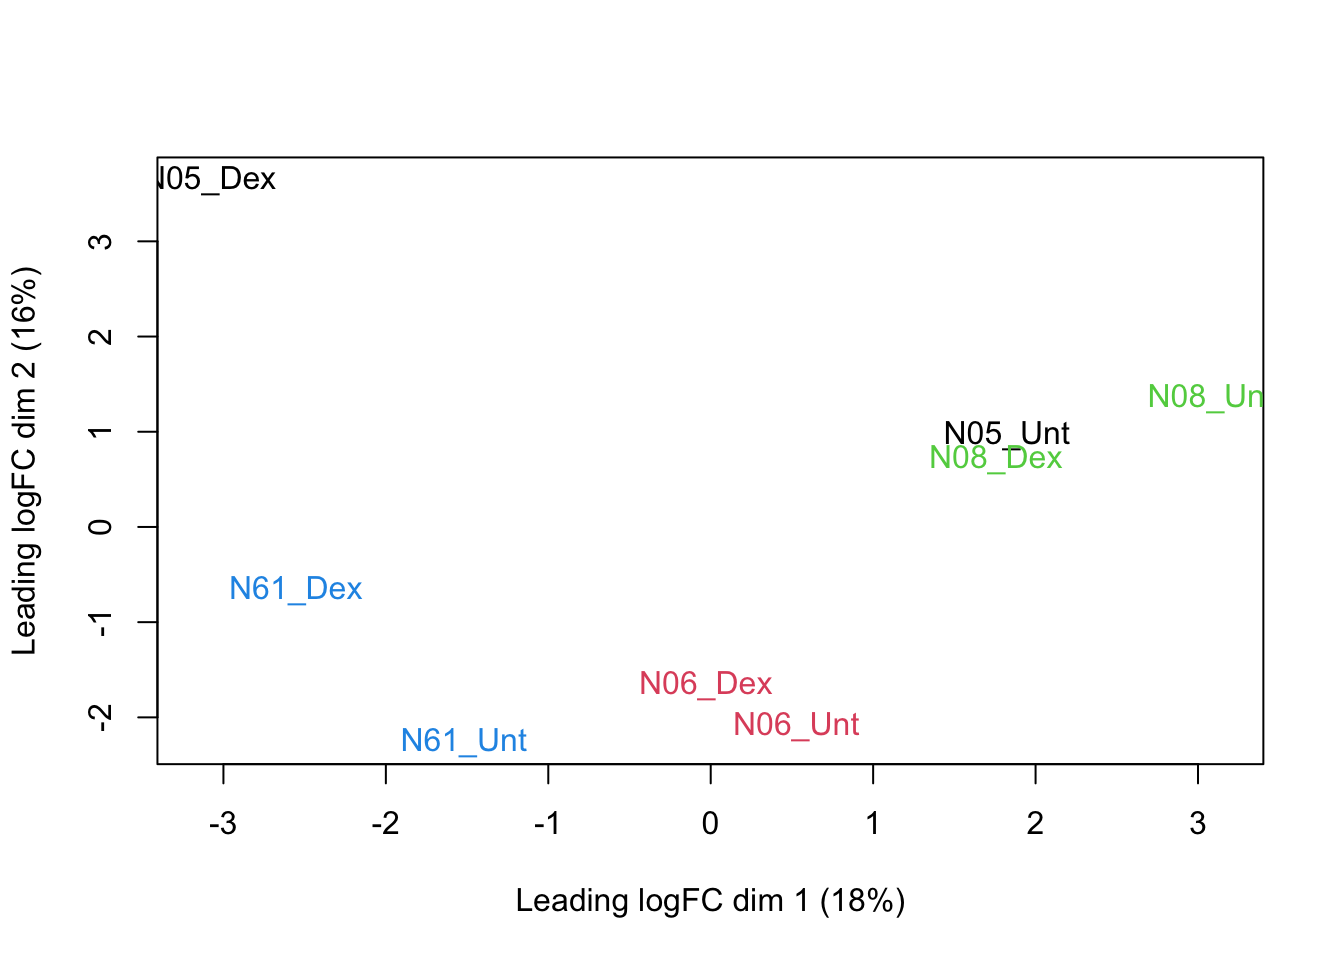 N05_Dex
N08_Un
N05_Unt
N08_Dex
N61_Dex
N06_Dex
N06_Unt
N61_Unt
3
2
1
0
-1
-2
-3
-2
-1
0
1
2
3
Leading logFC dim 2 (16%)
Leading logFC dim 1 (18%)